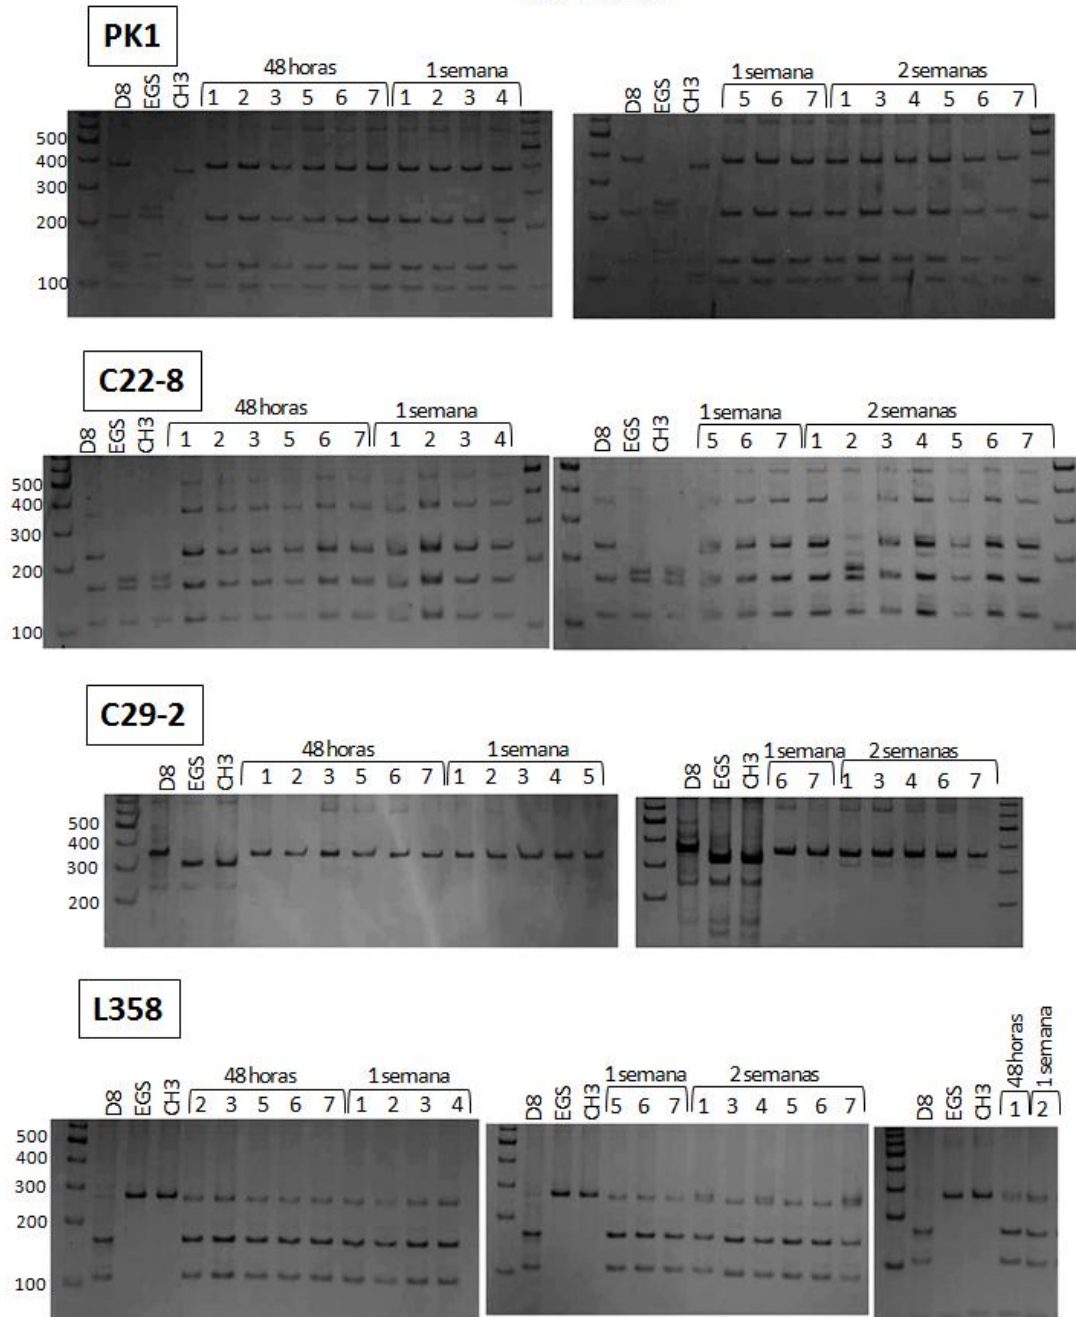 PK1
48 horas 1 semana 1 semana 2 semanas
D8 EGS CH3 1 2 3 5 6 7 1 2 3 4 D8 EGS CH3 5 6 7 1 3 4 5 6 7
500
400
300
200
100
C22-8
48 horas 1 semana 1 semana 2 semanas
D8 EGS CH3 1 2 3 5 6 7 1 2 3 4 D8 EGS CH3 5 6 7 1 2 3 4 5 6 7
500
400
300
200
100
C29-2
48 horas 1 semana 1 semana 2 semanas
D8 EGS CH3 1 2 3 5 6 7 1 2 3 4 5 D8 EGS CH3 6 7 1 3 4 6 7
500
400
300
200
L358
48 horas 1 semana 1 semana 2 semanas 48 horas 1 semana
D8 EGS CH3 2 3 5 6 7 1 2 3 4 D8 EGS CH3 5 6 7 1 3 4 5 6 7 D8 EGS CH3 1 2
500
400
300
200
100